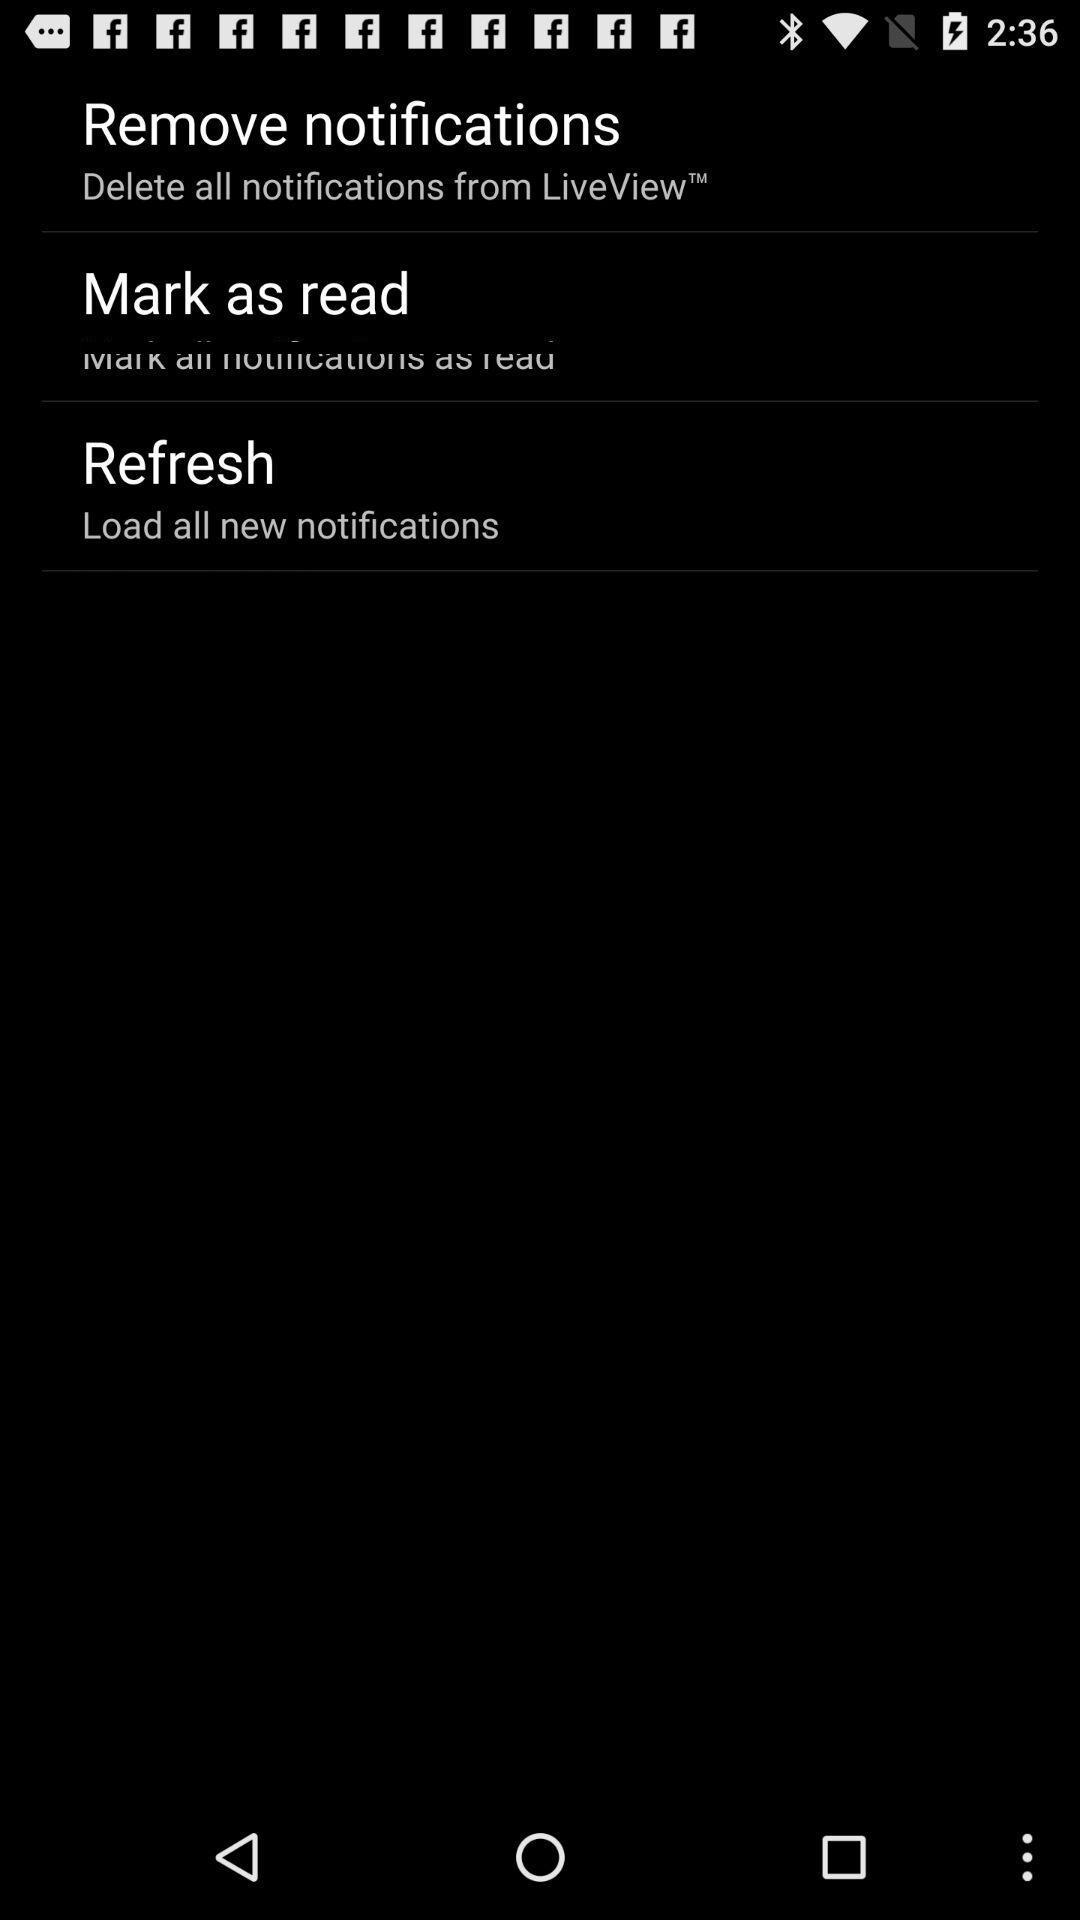 2:36
Remove notifications
Delete all notifications from LiveView™
Mark as read
Mark all notifications as read
Refresh
Load all new notifications